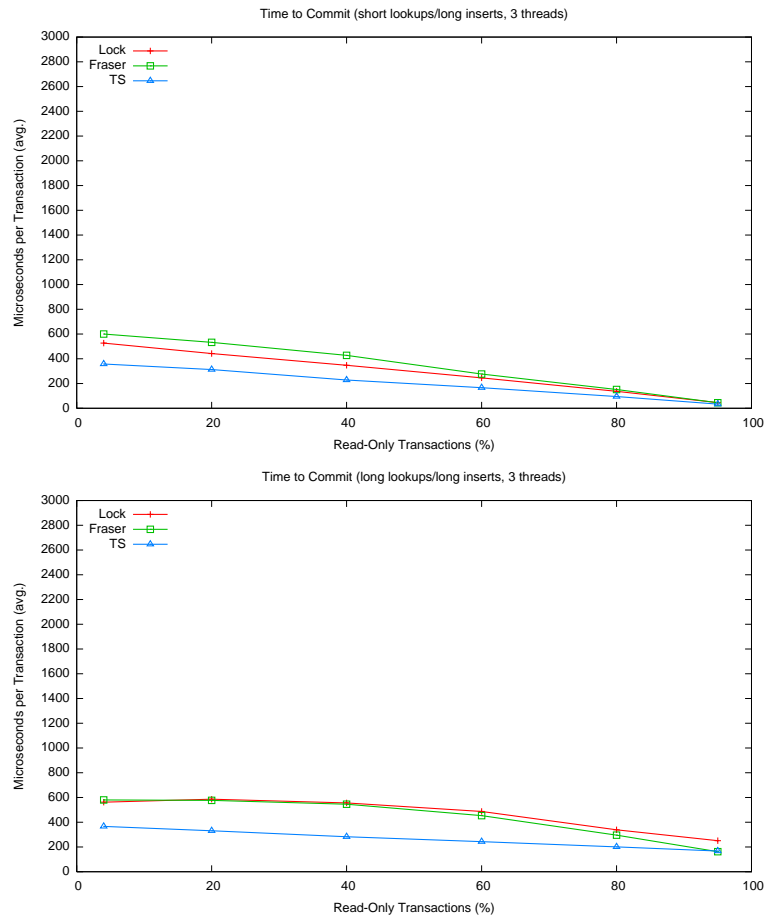 Time to Commit (short lookups/long inserts, 3 threads)
3000
2800
2600
2400
2200
2000
1800
1600
1400
1200
1000
800
600
400
200
0
Microseconds per Transaction (avg.)
Lock
Fraser
TS
0 20 40 60 80 100
Read-Only Transactions (%)
Time to Commit (long lookups/long inserts, 3 threads)
3000
2800
2600
2400
2200
2000
1800
1600
1400
1200
1000
800
600
400
200
0
Microseconds per Transaction (avg.)
Lock
Fraser
TS
0 20 40 60 80 100
Read-Only Transactions (%)